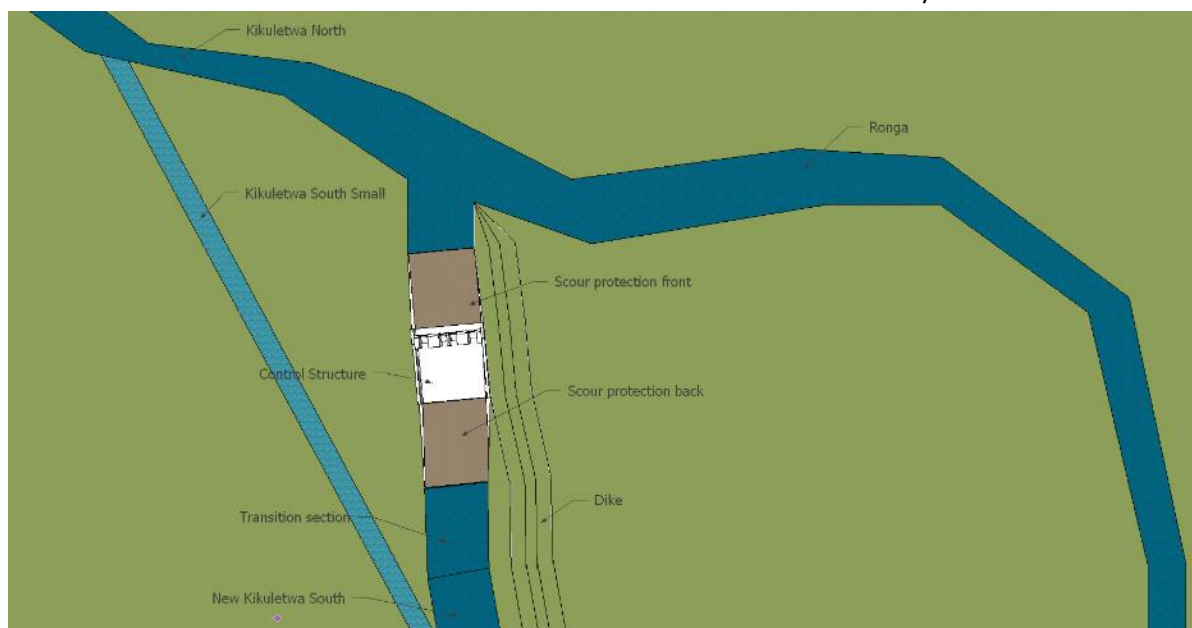 Kikuletwa North
Ronga
Kikuletwa South Small
Scour protection front
Control Structure
Scour protection back
Dike
Transition section
New Kikuletwa South